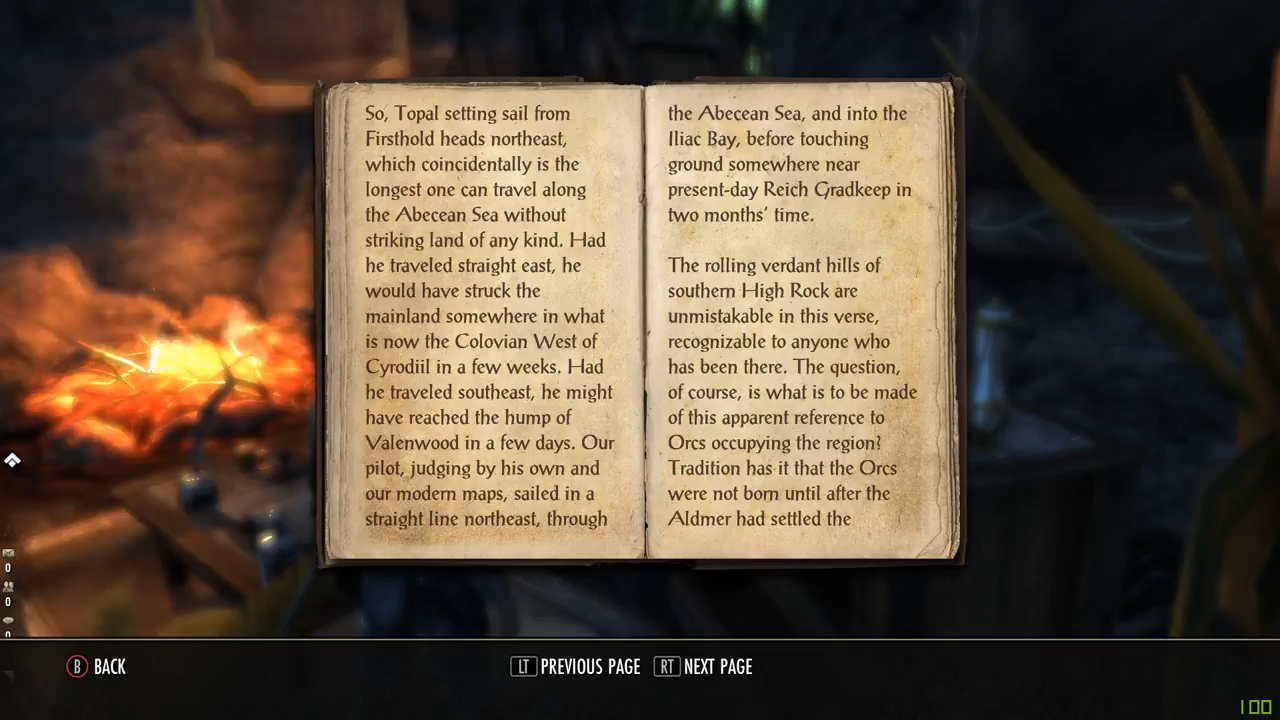 So, Topal setting sail from
Firsthold heads northeast,
which coincidentally is the
longest one can travel along
the Abecean Sea without
striking land of any kind. Had
he traveled straight east, he
would have struck the
mainland somewhere in what
is now the Colovian West of
Cyrodiil in a few weeks. Had
he traveled southeast, he might
have reached the hump of
Valenwood in a few days. Our
pilot, judging by his own and
our modern maps, sailed in a
straight line northeast, through
the Abecean Sea, and into the
Iliac Bay, before touching
ground somewhere near
present-day Reich Gradkeep in
two months' time.
The rolling verdant hills of
southern High Rock are
unmistakable in this verse,
recognizable to anyone who
has been there. The question,
of course, is what is to be made
of this apparent reference to
Orcs occupying the region?
Tradition has it that the Orcs
were not born until after the
Aldmer had settled the
0
0
0
B BACK
LT PREVIOUS PAGE RT NEXT PAGE
100